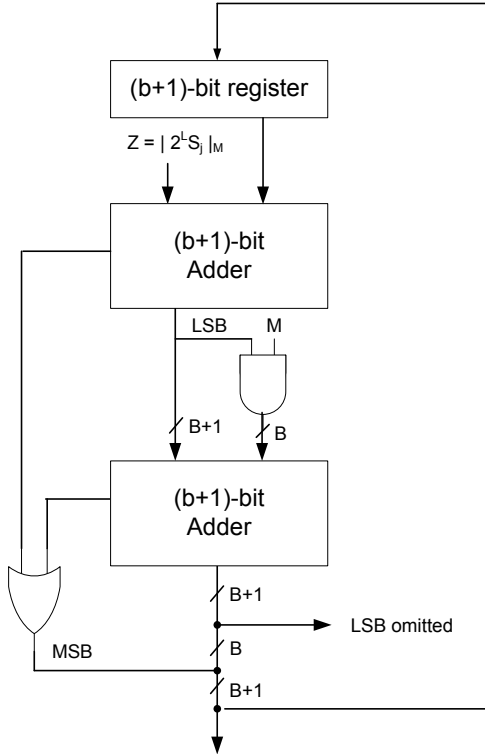 (b+1)-bit register
Z = | 2^L S_j |_M
(b+1)-bit
Adder
LSB
M
B+1
B
(b+1)-bit
Adder
B+1
LSB omitted
B
MSB
B+1